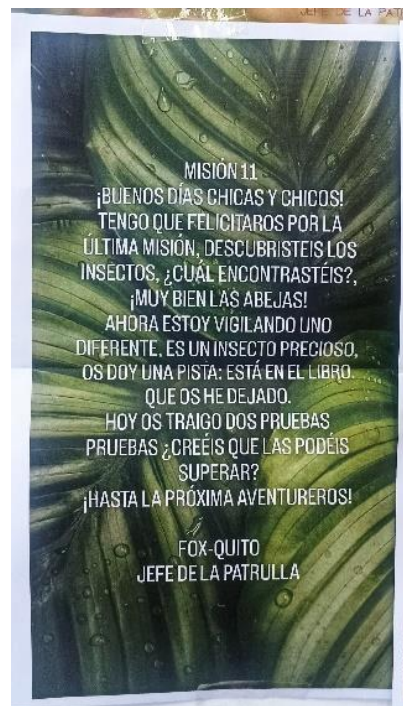 JEFE DE LA PAT
MISIÓN 11
¡BUENOS DÍAS CHICAS Y CHICOS!
TENGO QUE FELICITAROS POR LA
ÚLTIMA MISIÓN, DESCUBRISTEIS LOS
INSECTOS, ¿CUÁL ENCONTRASTÉIS?,
¡MUY BIEN LAS ABEJAS!
AHORA ESTOY VIGILANDO UNO
DIFERENTE, ES UN INSECTO PRECIOSO,
OS DOY UNA PISTA: ESTÁ EN EL LIBRO.
QUE OS HE DEJADO.
HOY OS TRAIGO DOS PRUEBAS
PRUEBAS ¿CREÉIS QUE LAS PODÉIS
SUPERAR?
¡HASTA LA PRÓXIMA AVENTUREROS!
FOX-QUITO
JEFE DE LA PATRULLA